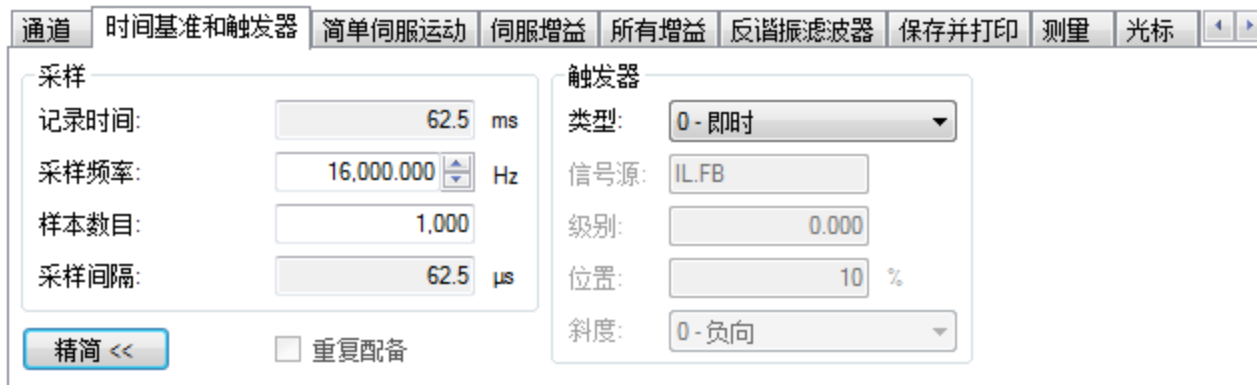 通道 时间基准和触发器 简单伺服运动 伺服增益 所有增益 反谐振滤波器 保存并打印 测量 光标
采样
记录时间: 62.5 ms
采样频率: 16,000.000 Hz
样本数目: 1,000
采样间隔: 62.5 µs
精简 << 重复配备
触发器
类型: 0 - 即时
信号源: IL.FB
级别: 0.000
位置: 10 %
斜度: 0 - 负向